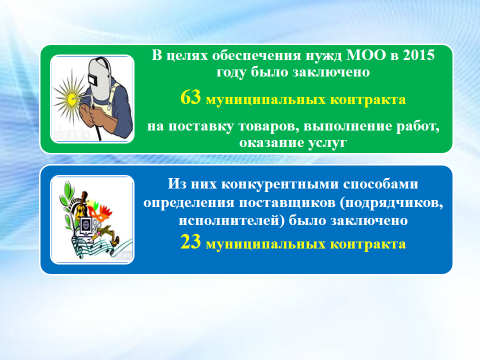 В целях обеспечения нужд МОО в 2015
году было заключено
63 муниципальных контракта
на поставку товаров, выполнение работ,
оказание услуг
Из них конкурентными способами
определения поставщиков (подрядчиков,
исполнителей) было заключено
23 муниципальных контракта